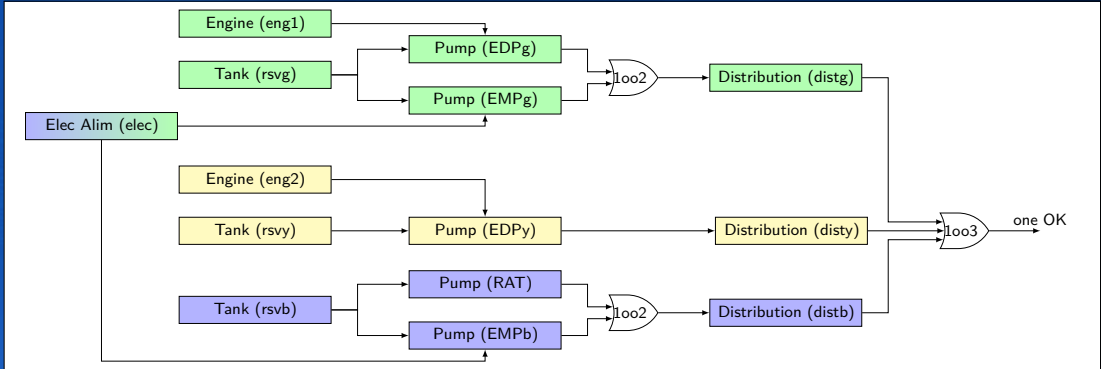 Engine (eng1)
Pump (EDPg)
Tank (rsvg)
1oo2
Distribution (distg)
Pump (EMPg)
Elec Alim (elec)
Engine (eng2)
one OK
Tank (rsvy)
Pump (EDPy)
Distribution (disty)
1oo3
Pump (RAT)
Tank (rsvb)
1oo2
Distribution (distb)
Pump (EMPb)